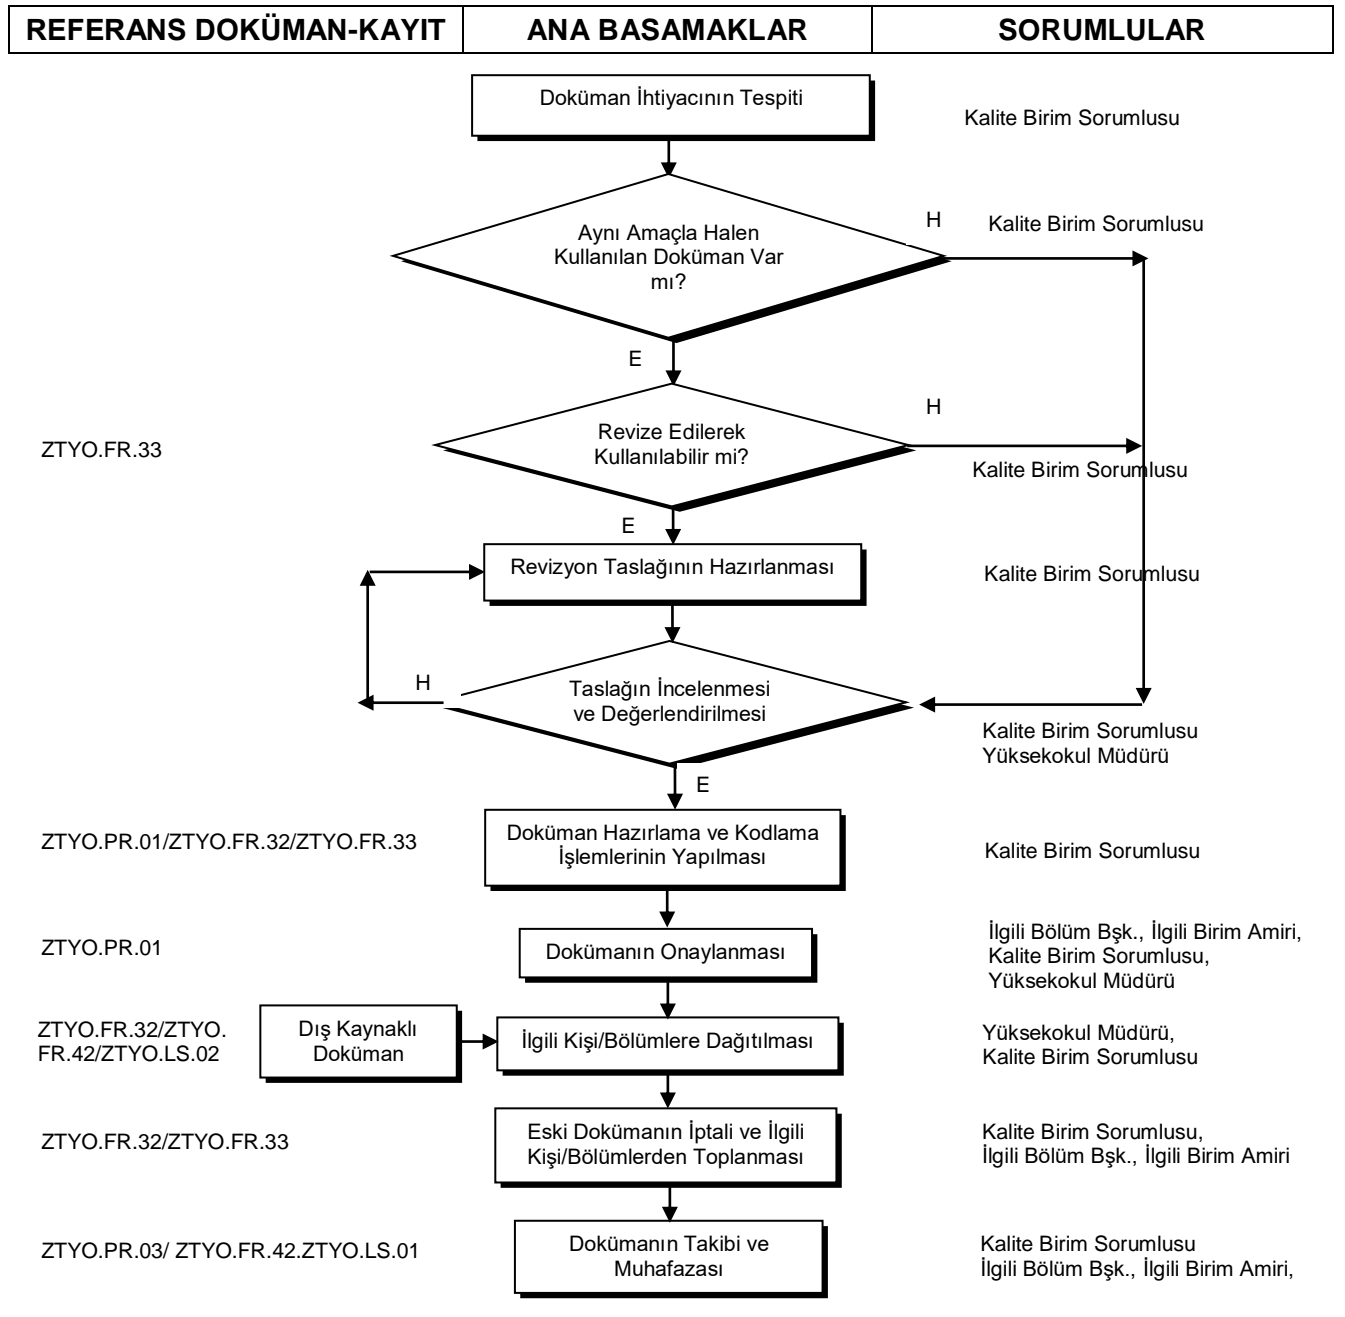 REFERANS DOKÜMAN-KAYIT
ANA BASAMAKLAR
SORUMLULAR
Doküman İhtiyacının Tespiti
Kalite Birim Sorumlusu
Aynı Amaçla Halen
Kullanılan Doküman Var
mı?
H
Kalite Birim Sorumlusu
E
ZTYO.FR.33
Revize Edilerek
Kullanılabilir mi?
H
Kalite Birim Sorumlusu
E
Revizyon Taslağının Hazırlanması
Kalite Birim Sorumlusu
H
Taslağın İncelenmesi
ve Değerlendirilmesi
Kalite Birim Sorumlusu
Yüksekokul Müdürü
E
ZTYO.PR.01/ZTYO.FR.32/ZTYO.FR.33
Doküman Hazırlama ve Kodlama
İşlemlerinin Yapılması
Kalite Birim Sorumlusu
ZTYO.PR.01
Dokümanın Onaylanması
İlgili Bölüm Bşk., İlgili Birim Amiri,
Kalite Birim Sorumlusu,
Yüksekokul Müdürü
ZTYO.FR.32/ZTYO.
FR.42/ZTYO.LS.02
Dış Kaynaklı
Doküman
İlgili Kişi/Bölümlere Dağıtılması
Yüksekokul Müdürü,
Kalite Birim Sorumlusu
ZTYO.FR.32/ZTYO.FR.33
Eski Dokümanın İptali ve İlgili
Kişi/Bölümlerden Toplanması
Kalite Birim Sorumlusu,
İlgili Bölüm Bşk., İlgili Birim Amiri
ZTYO.PR.03/ ZTYO.FR.42.ZTYO.LS.01
Dokümanın Takibi ve
Muhafazası
Kalite Birim Sorumlusu
İlgili Bölüm Bşk., İlgili Birim Amiri,